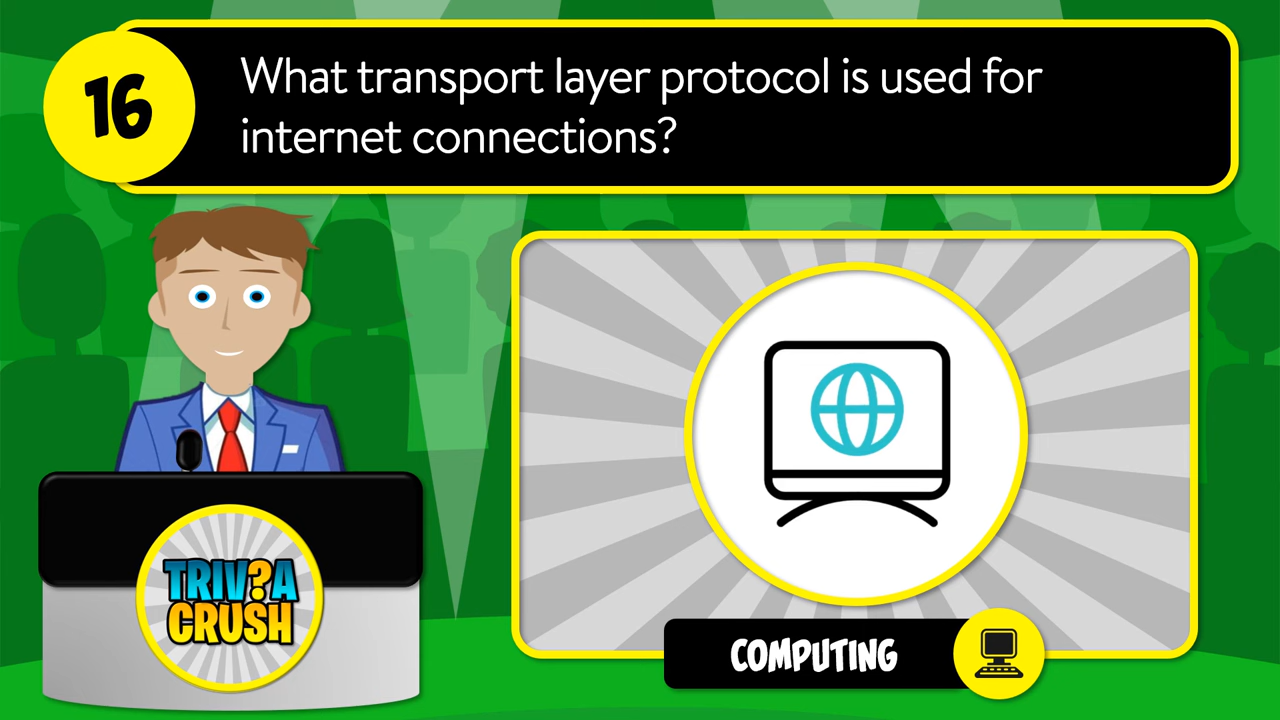 16
What transport layer protocol is used for
internet connections?
TRIV?A
CRUSH
COMPUTING